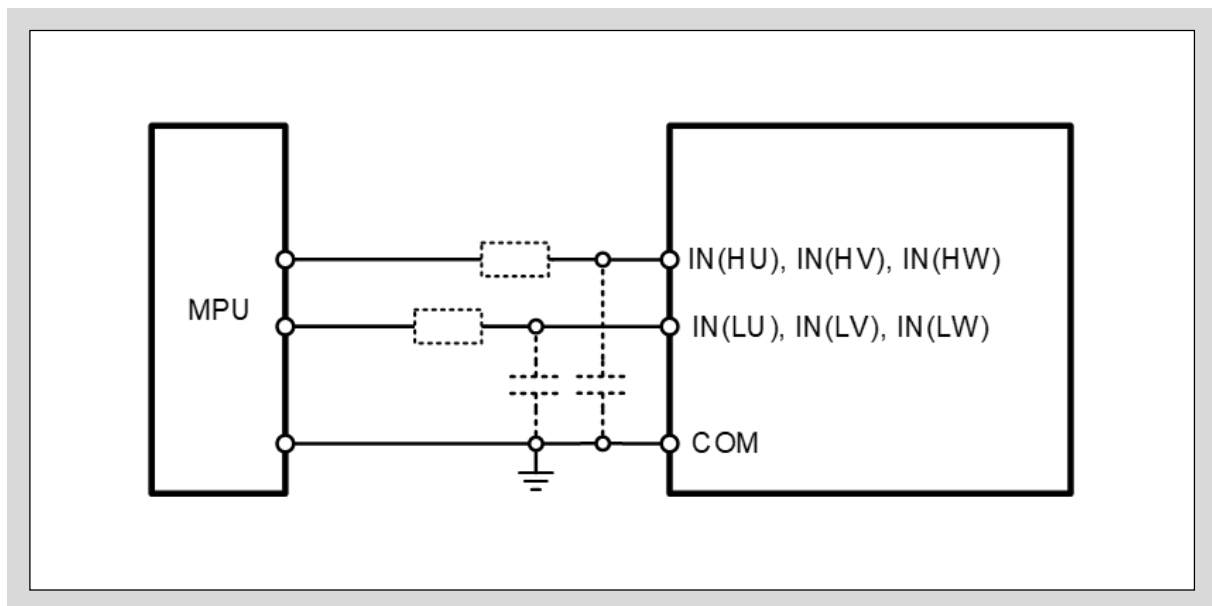 IN(HU), IN(HV), IN(HW)
MPU
IN(LU), IN(LV), IN(LW)
COM